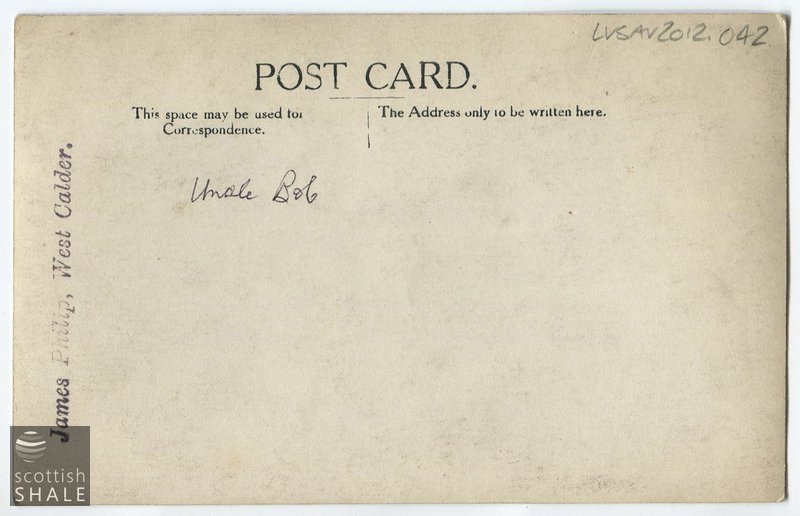 LVSAV2012.042
POST CARD.
This space may be used for
Correspondence.
The Address only to be written here.
Uncle Bob
James Philip, West Calder.
scottish
SHALE